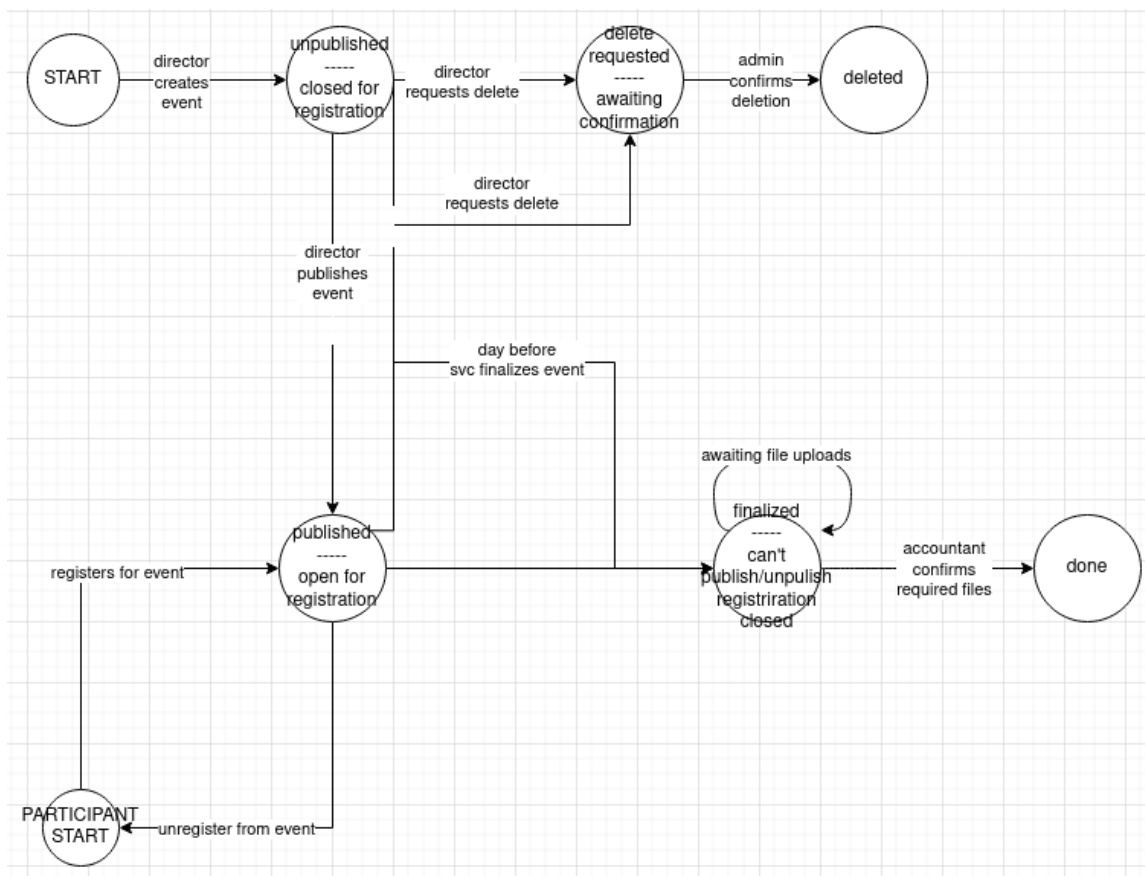 START
director
creates
event
unpublished
-----
closed for
registration
director
requests delete
delete
requested
-----
awaiting
confirmation
admin
confirms
deletion
deleted
director
requests delete
director
publishes
event
day before
svc finalizes event
awaiting file uploads
published
-----
open for
registration
registers for event
finalized
-----
can't
publish/unpulish
registriration
closed
accountant
confirms
required files
done
PARTICIPANT
START
unregister from event